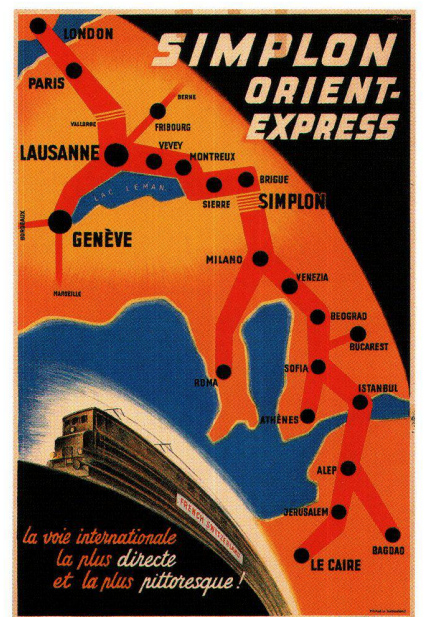 SIMPLON
ORIENT-
EXPRESS
LONDON
PARIS
BERNE
VALLORBE
FRIBOURG
LAUSANNE
VEVEY
MONTREUX
LAC LEMAN
BRIGUE
SIERRE
SIMPLON
BORDEAUX
GENÈVE
MILANO
MARSEILLE
VENEZIA
BEOGRAD
BUCAREST
SOFIA
ROMA
ISTANBUL
ATHÈNES
ALEP
FRENCH SWITZERLAND
JERUSALEM
BAGDAD
LE CAIRE
la voie internationale
la plus directe
et la plus pittoresque!